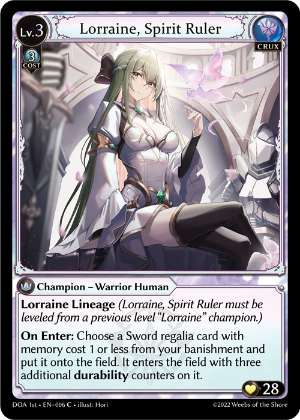 Lv.3
Lorraine, Spirit Ruler
CRUX
3
COST
Champion – Warrior Human
Lorraine Lineage (Lorraine, Spirit Ruler must be
leveled from a previous level "Lorraine" champion.)
On Enter: Choose a Sword regalia card with
memory cost 1 or less from your banishment and
put it onto the field. It enters the field with three
additional durability counters on it.
28
DOA 1st • EN–006 C • illust: Hori
©2022 Weebs of the Shore